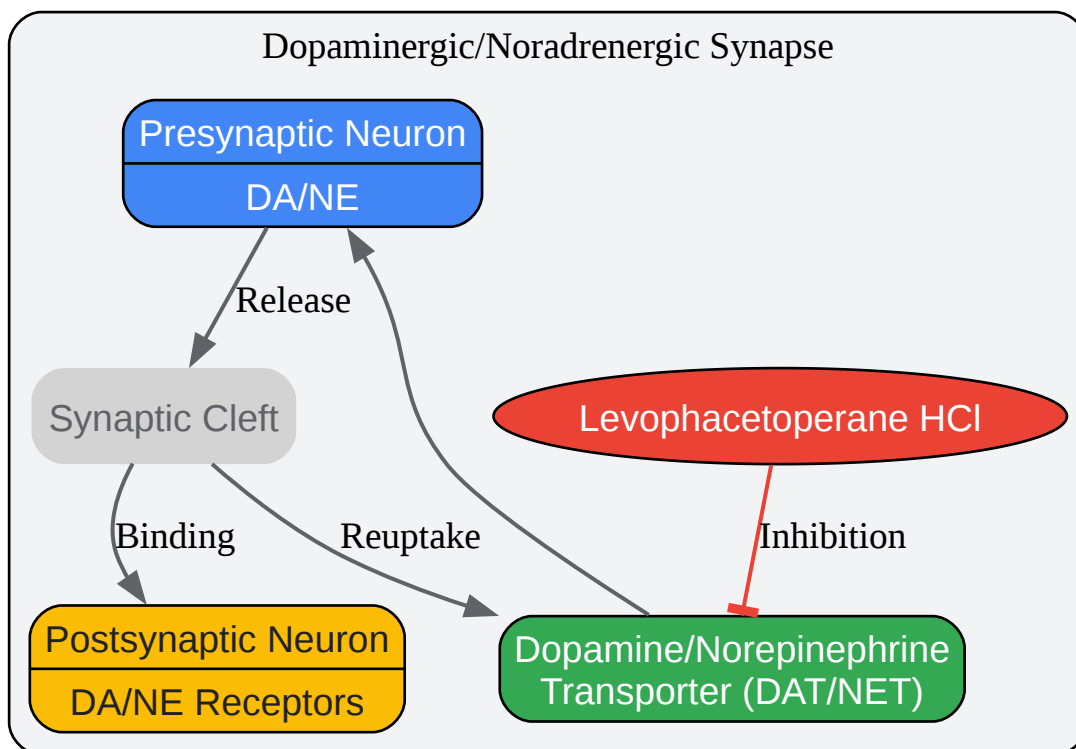 Dopaminergic/Noradrenergic Synapse
Presynaptic Neuron
DA/NE
Release
Synaptic Cleft
Levophacetoperane HCl
Binding
Reuptake
Inhibition
Postsynaptic Neuron
DA/NE Receptors
Dopamine/Norepinephrine
Transporter (DAT/NET)